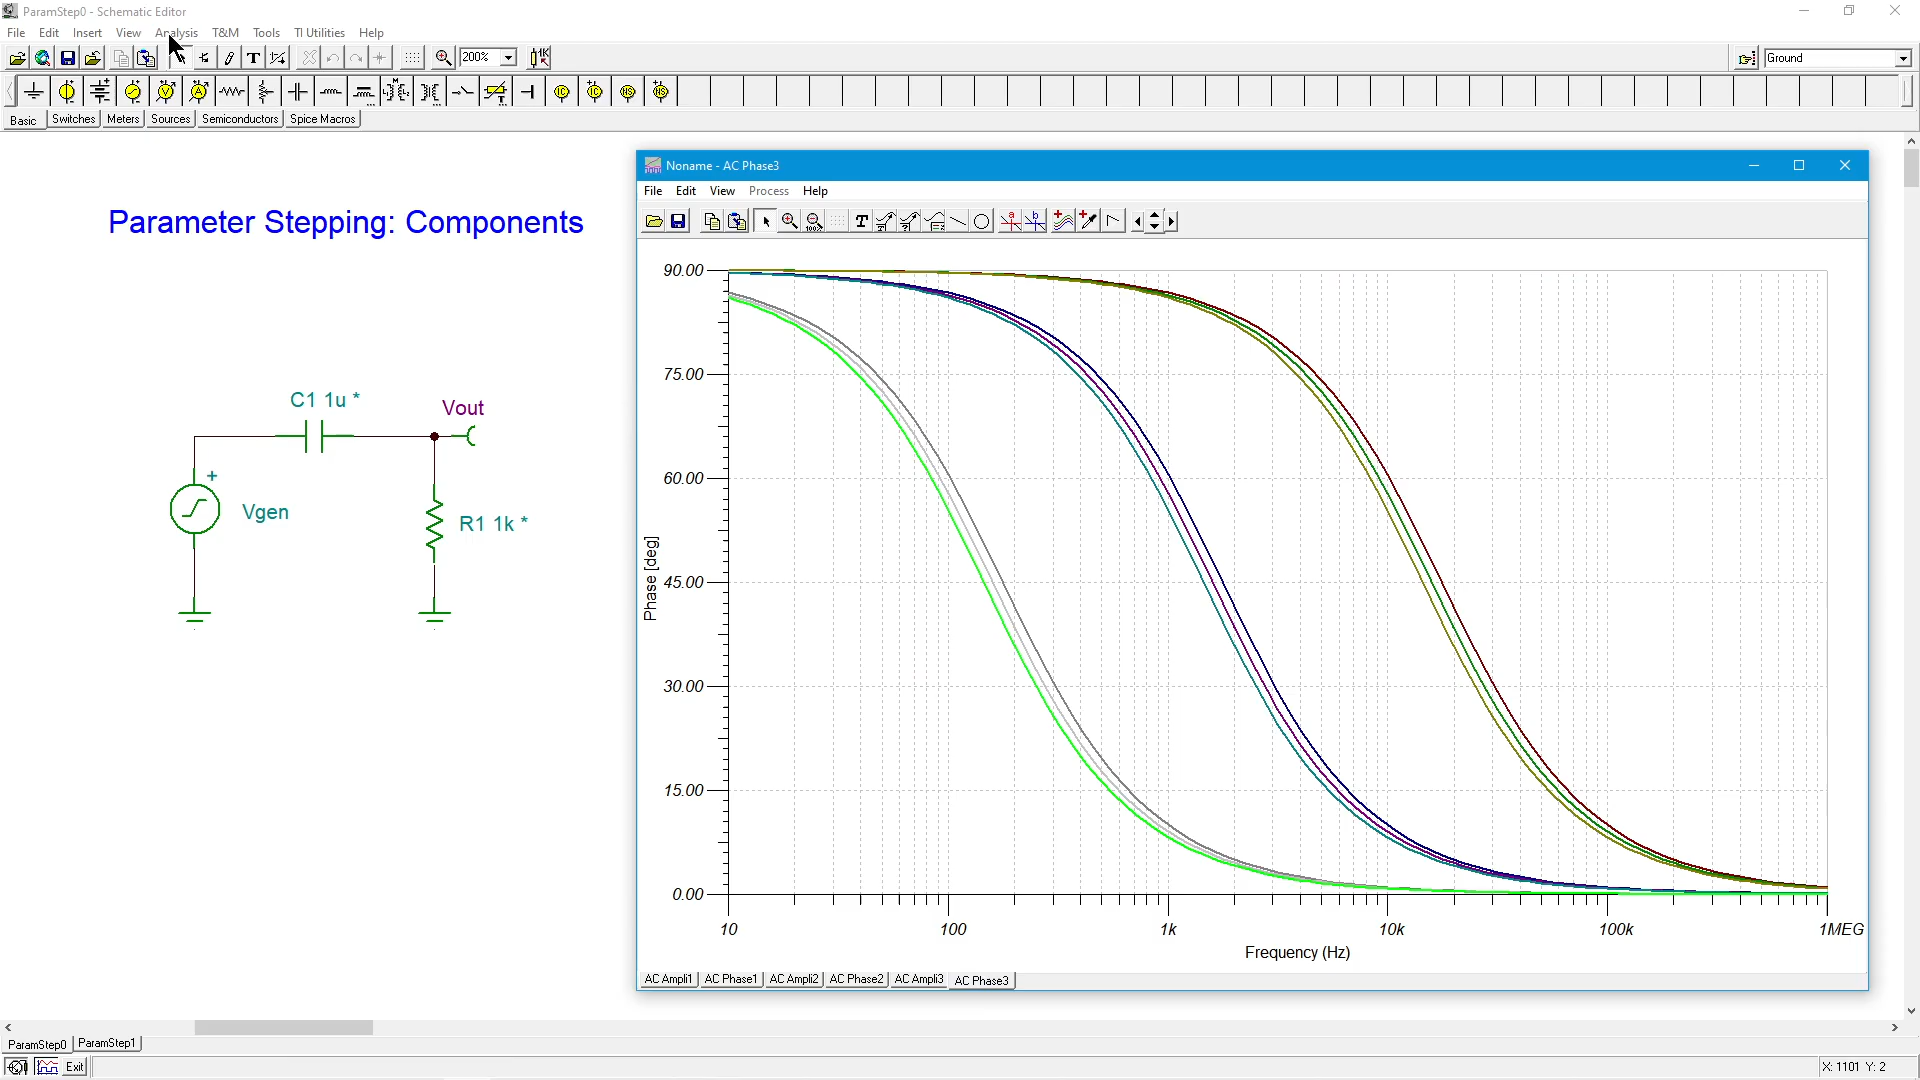 ParamStep0 - Schematic Editor
File Edit Insert View Analysis T&M Tools TI Utilities Help
200% 1K Ground
Basic Switches Meters Sources Semiconductors Spice Macros
Parameter Stepping: Components
C1 1u *
Vout
+
Vgen
R1 1k *
Noname - AC Phase3
File Edit View Process Help
90.00
75.00
60.00
45.00
30.00
15.00
0.00
Phase [deg]
10 100 1k 10k 100k 1MEG
Frequency (Hz)
AC Ampli1 AC Phase1 AC Ampli2 AC Phase2 AC Ampli3 AC Phase3
ParamStep0 ParamStep1
Exit
X: 1101 Y: 2